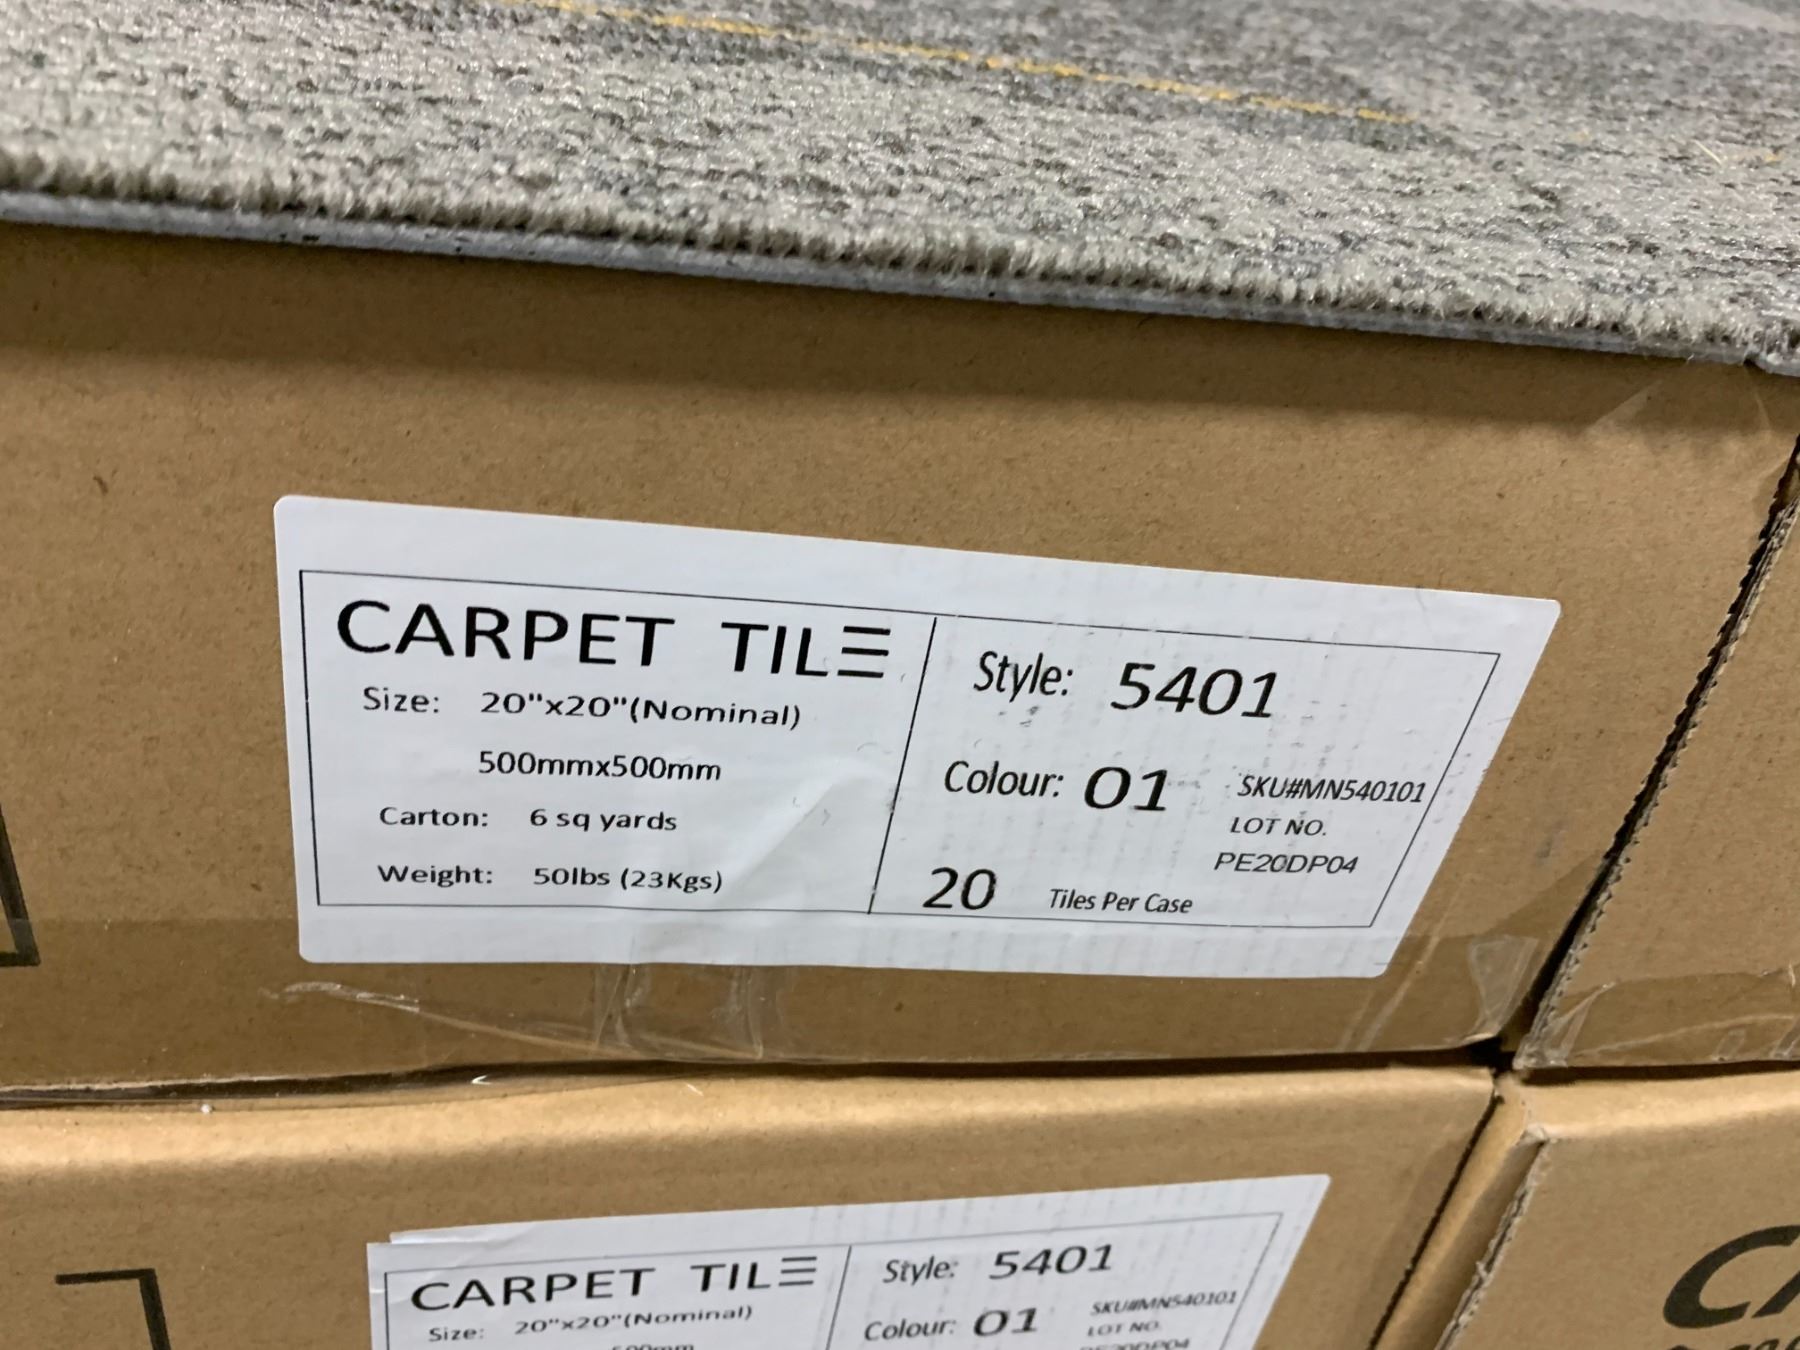 CARPET TILE
Size: 20"x20"(Nominal)
500mmx500mm
Carton: 6 sq yards
Weight: 50lbs (23Kgs)
Style: 5401
Colour: 01 SKU#MN540101
LOT NO.
PE20DP04
20 Tiles Per Case
CARPET TILE
Size: 20"x20"(Nominal)
Style: 5401
Colour: 01 SKU#MN540101
LOT NO.